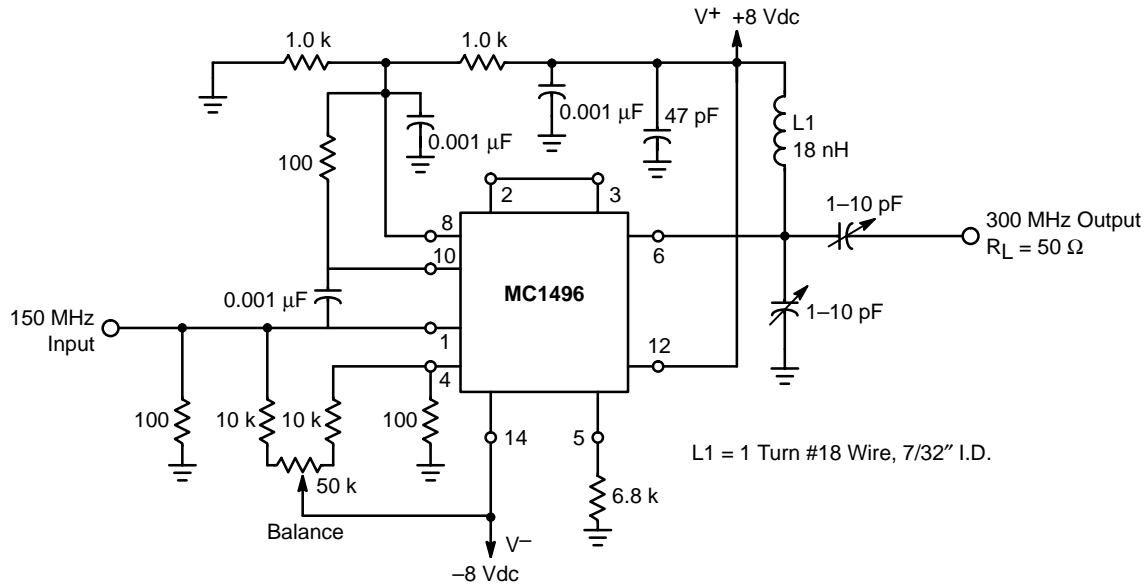 V+ +8 Vdc
1.0 k
1.0 k
0.001 μF
0.001 μF
47 pF
L1
18 nH
100
2
3
1–10 pF
8
6
300 MHz Output
RL = 50 Ω
10
MC1496
0.001 μF
1–10 pF
150 MHz
Input
1
12
4
100
10 k
10 k
100
14
5
L1 = 1 Turn #18 Wire, 7/32″ I.D.
50 k
6.8 k
Balance
V–
–8 Vdc